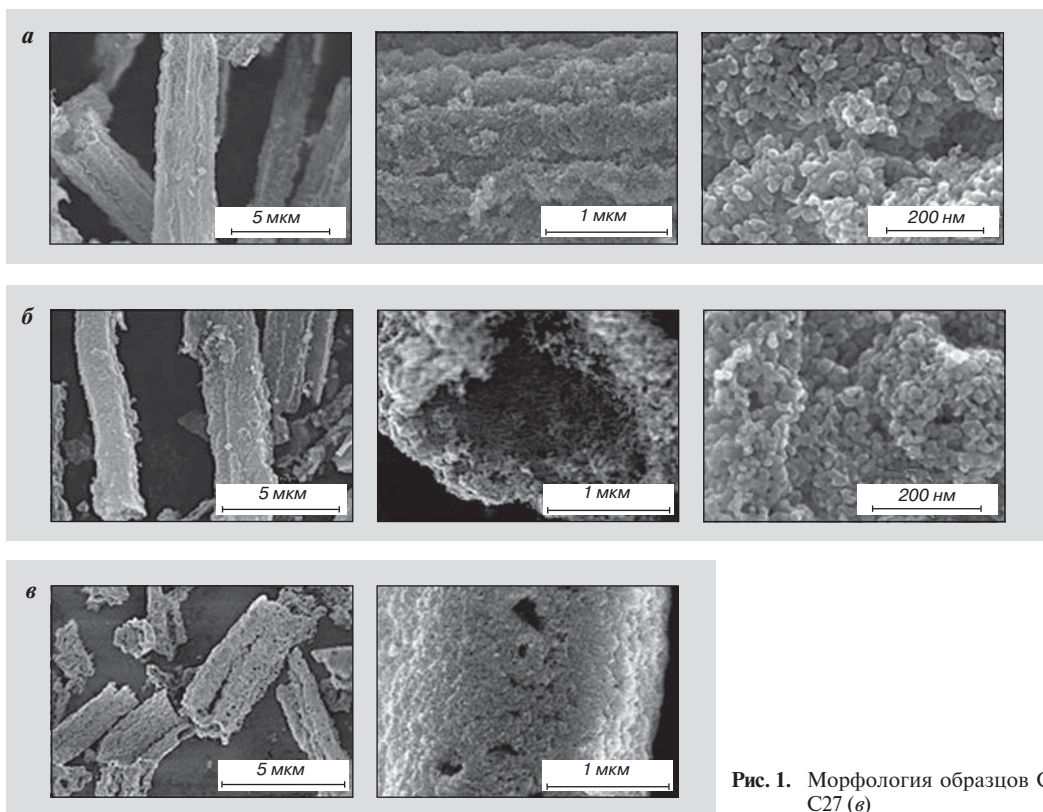 а
5 мкм
1 мкм
200 нм
б
5 мкм
1 мкм
200 нм
в
5 мкм
1 мкм
Рис. 1. Морфология образцов
С27 (в)